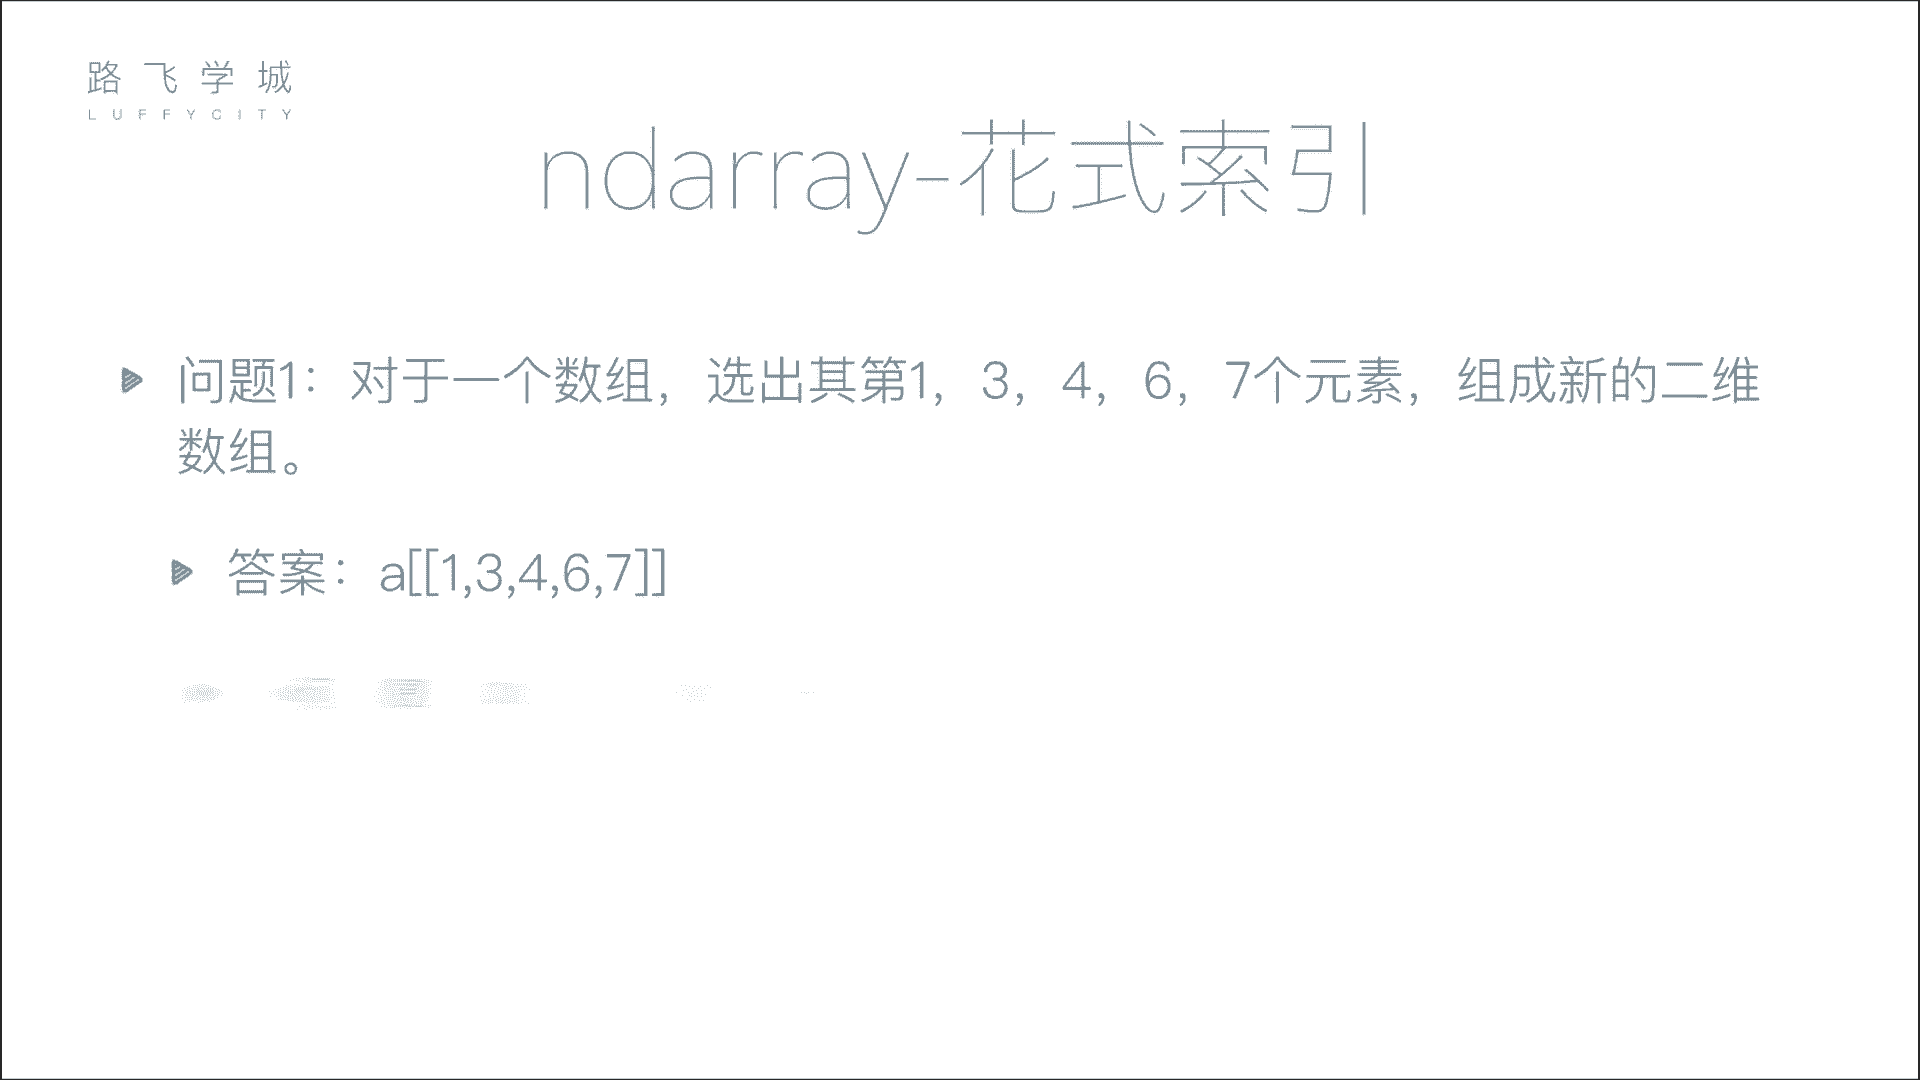 路飞学城
LUFFYCITY
ndarray-花式索引
问题1：对于一个数组，选出其第1，3，4，6，7个元素，组成新的二维
数组。
答案：a[[1,3,4,6,7]]